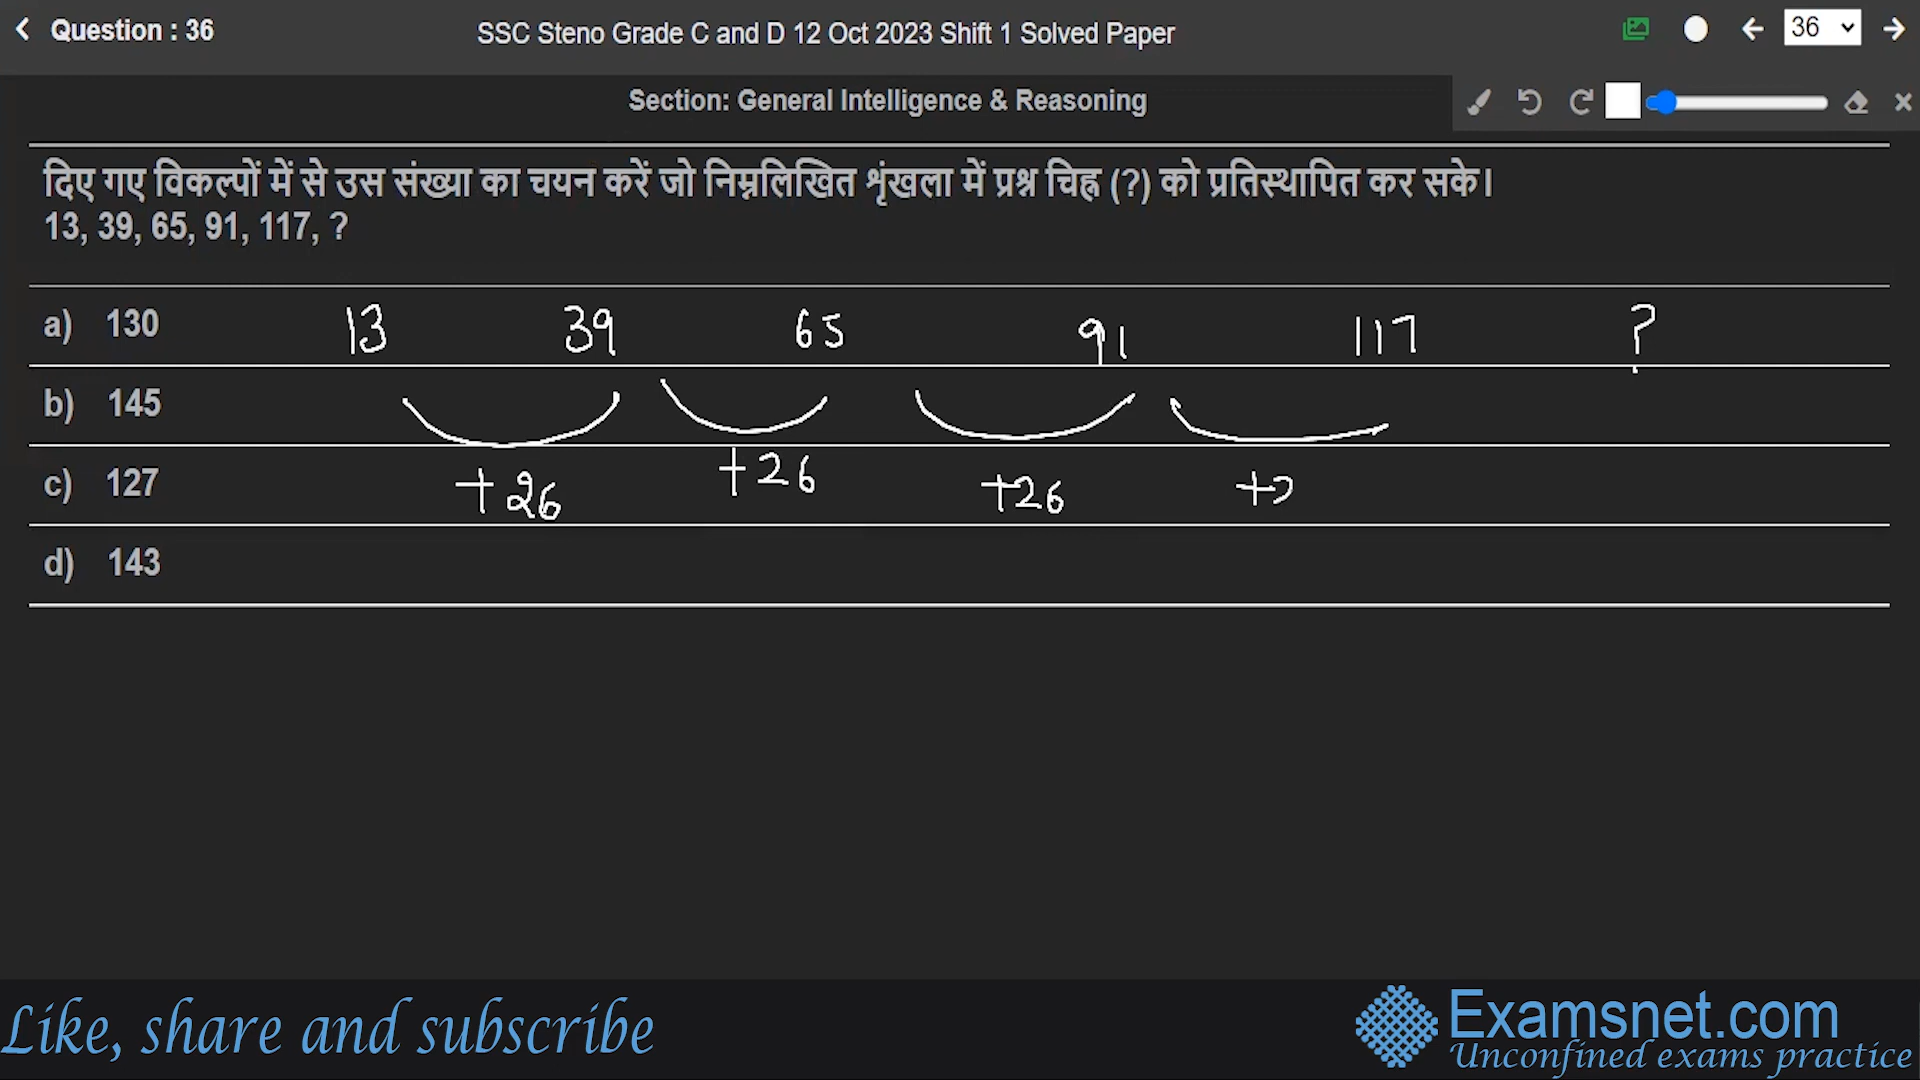 Question : 36
SSC Steno Grade C and D 12 Oct 2023 Shift 1 Solved Paper
36
Section: General Intelligence & Reasoning
दिए गए विकल्पों में से उस संख्या का चयन करें जो निम्नलिखित शृंखला में प्रश्न चिह्न (?) को प्रतिस्थापित कर सके।
13, 39, 65, 91, 117, ?
a) 130
13 39 65 91 117 ?
b) 145
c) 127
+26 +26 +26 +2
d) 143
Like, share and subscribe
Examsnet.com
Unconfined exams practice